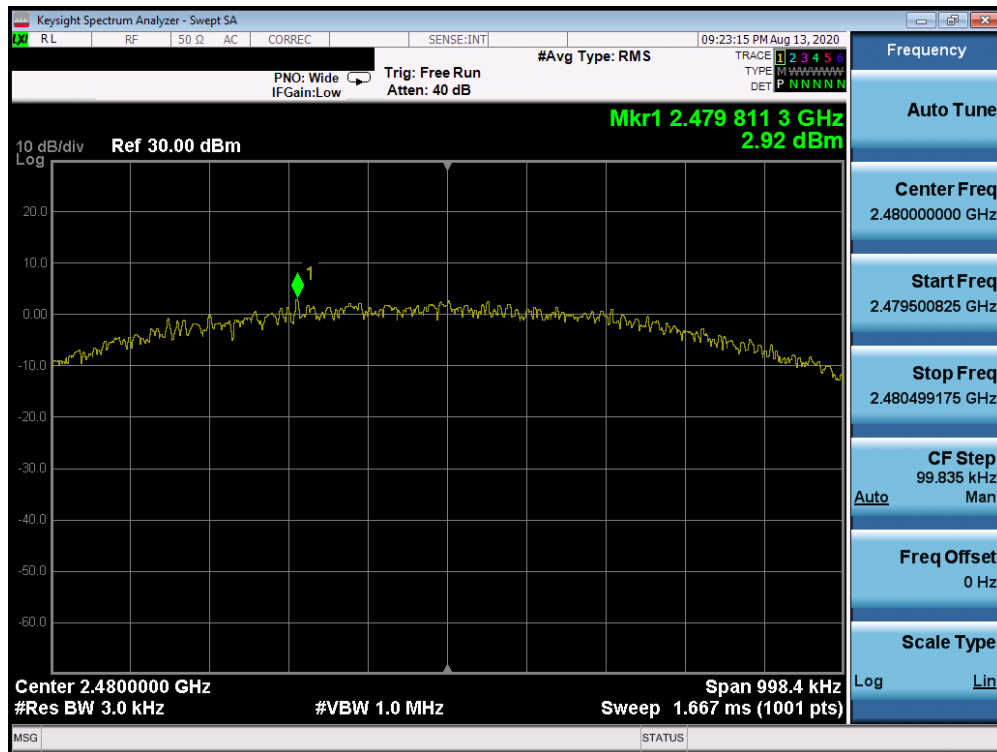 Keysight Spectrum Analyzer - Swept SA
LXI RL RF 50 Ω AC CORREC SENSE:INT 09:23:15 PM Aug 13, 2020
#Avg Type: RMS
TRACE 1 2 3 4 5 6
TYPE M W W W W W
DET P N N N N N
PNO: Wide
IFGain:Low
Trig: Free Run
Atten: 40 dB
Mkr1 2.479 811 3 GHz
2.92 dBm
10 dB/div Ref 30.00 dBm
Log
20.0
10.0
1
0.00
-10.0
-20.0
-30.0
-40.0
-50.0
-60.0
Center 2.4800000 GHz
Span 998.4 kHz
#Res BW 3.0 kHz
#VBW 1.0 MHz
Sweep 1.667 ms (1001 pts)
MSG
STATUS
Frequency
Auto Tune
Center Freq
2.480000000 GHz
Start Freq
2.479500825 GHz
Stop Freq
2.480499175 GHz
CF Step
99.835 kHz
Auto Man
Freq Offset
0 Hz
Scale Type
Log Lin